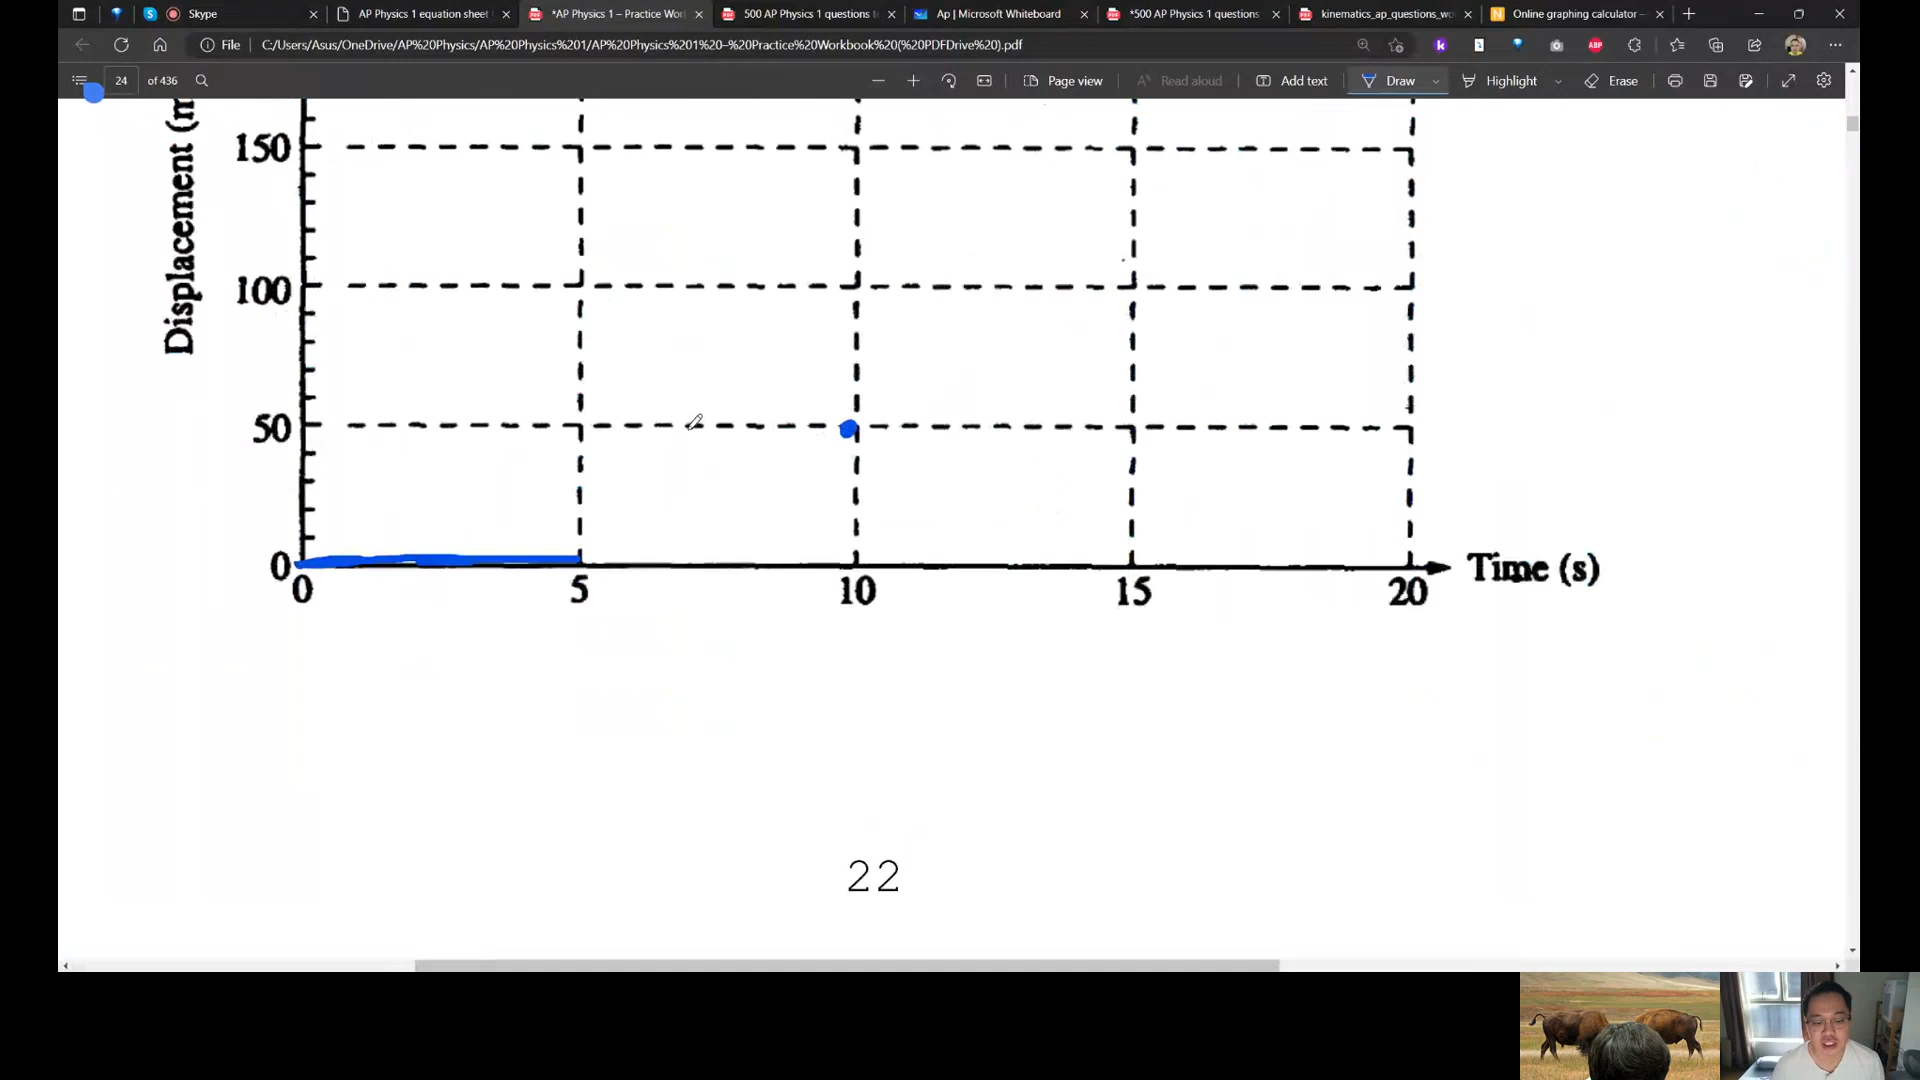 Skype
AP Physics 1 equation sheet
*AP Physics 1 – Practice Wor
500 AP Physics 1 questions t
Ap | Microsoft Whiteboard
*500 AP Physics 1 questions
kinematics_ap_questions_wo
Online graphing calculator –
File
C:/Users/Asus/OneDrive/AP%20Physics/AP%20Physics%201/AP%20Physics%201%20–%20Practice%20Workbook%20(%20PDFDrive%20).pdf
ABP
24 of 436
Page view
Read aloud
Add text
Draw
Highlight
Erase
Displacement (m
150
100
50
0
0 5 10 15 20
Time (s)
22